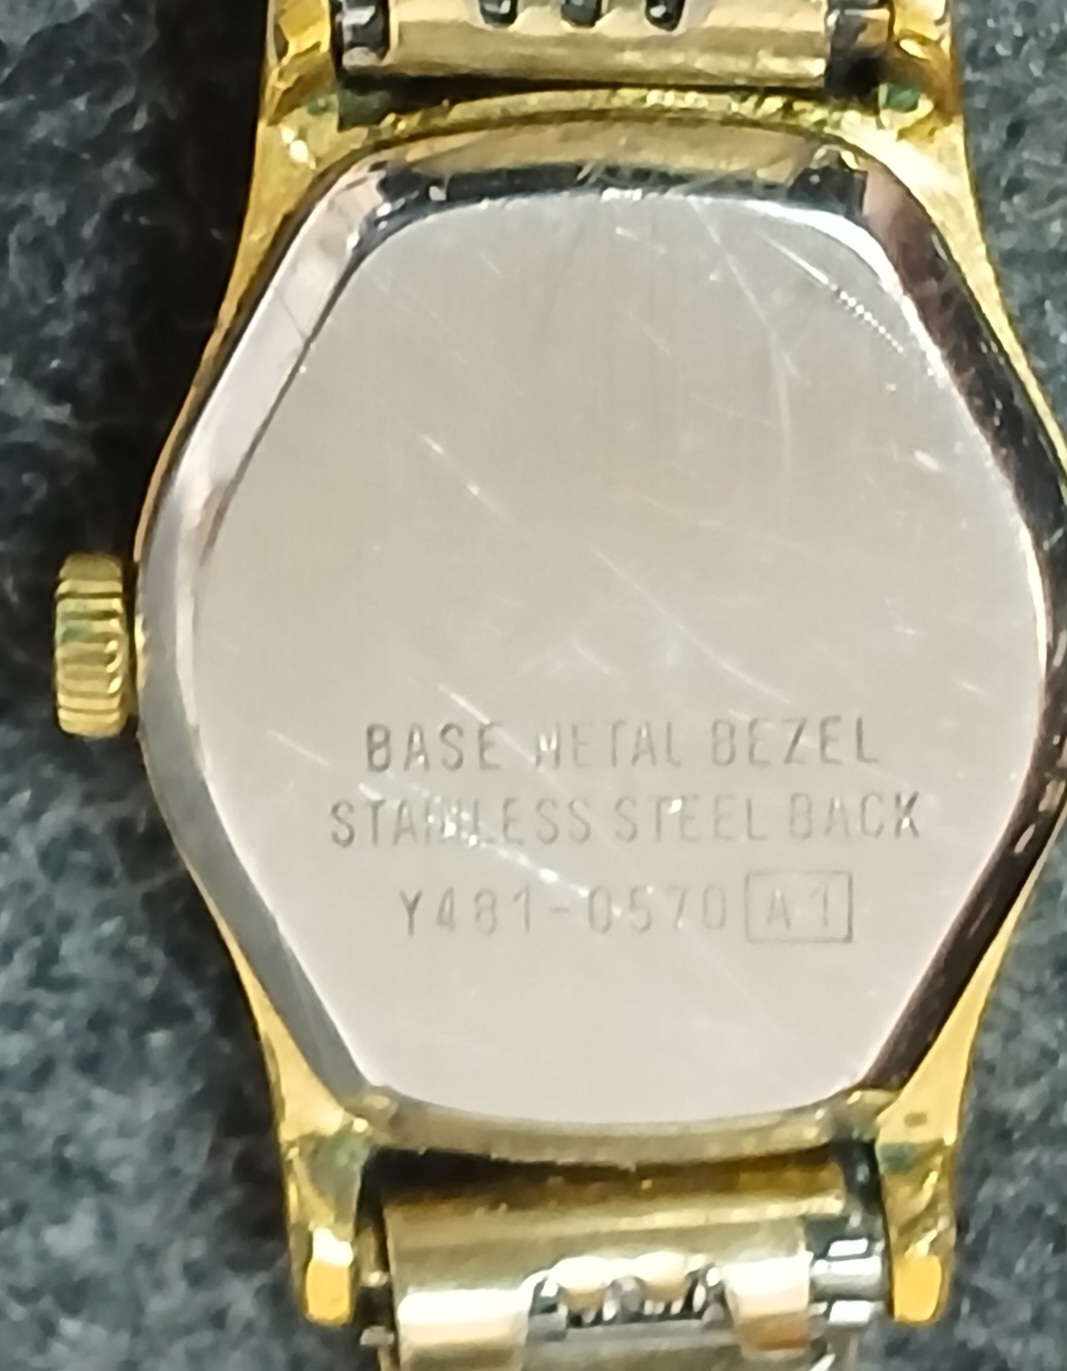 BASE METAL BEZEL
STAINLESS STEEL BACK
Y481-0570 A1